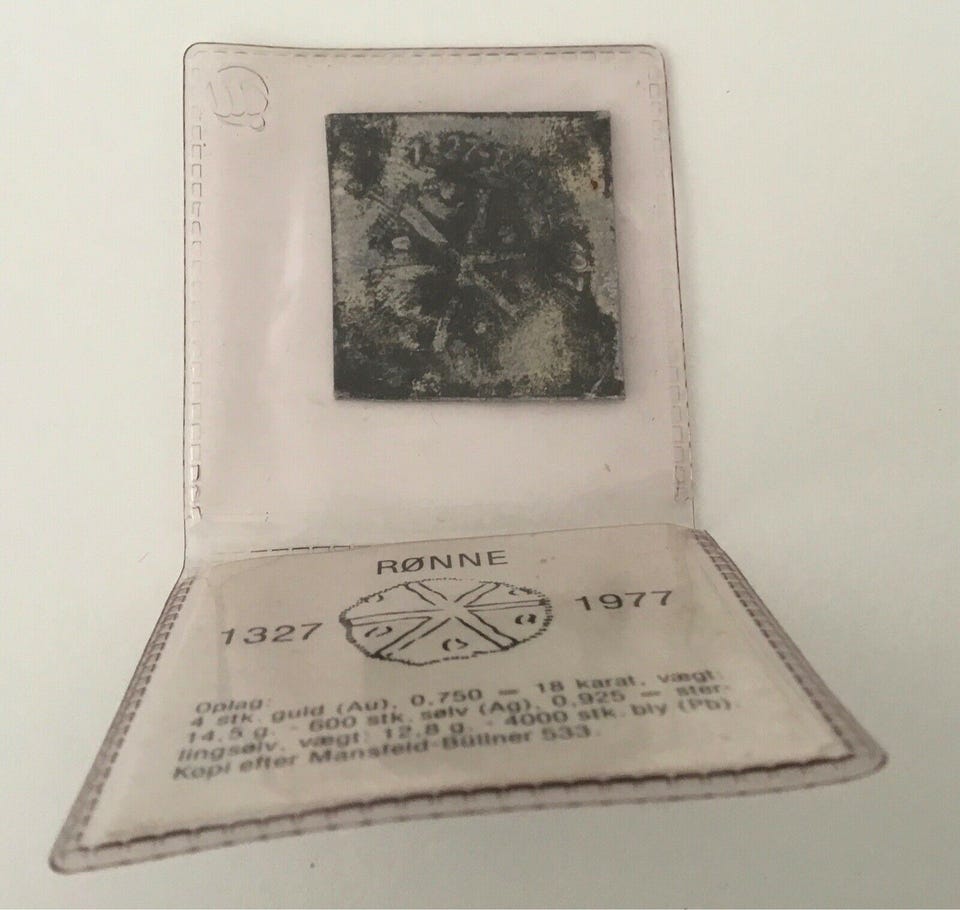 RØNNE
1327 1977
Oplag:
4 stk. guld (Au), 0,750 — 18 karat, vægt:
14,5 g. - 600 stk. sølv (Ag), 0,925 — ster-
lingsølv, vægt: 12,8 g. - 4000 stk. bly (Pb).
Kopi efter Mansfeld-Büllner 533.